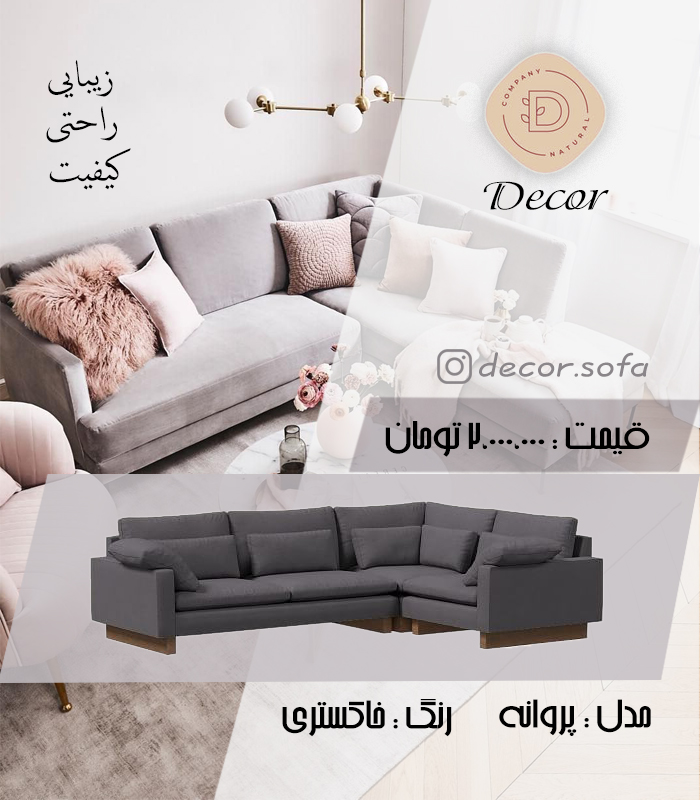 زیبایی
راحتی
کیفیت
COMPANY
D
NATURAL
Decor
decor.sofa
قیمت : ۲۰.۰۰۰.۰۰۰ تومان
مدل : پروانه رنگ : خاکستری